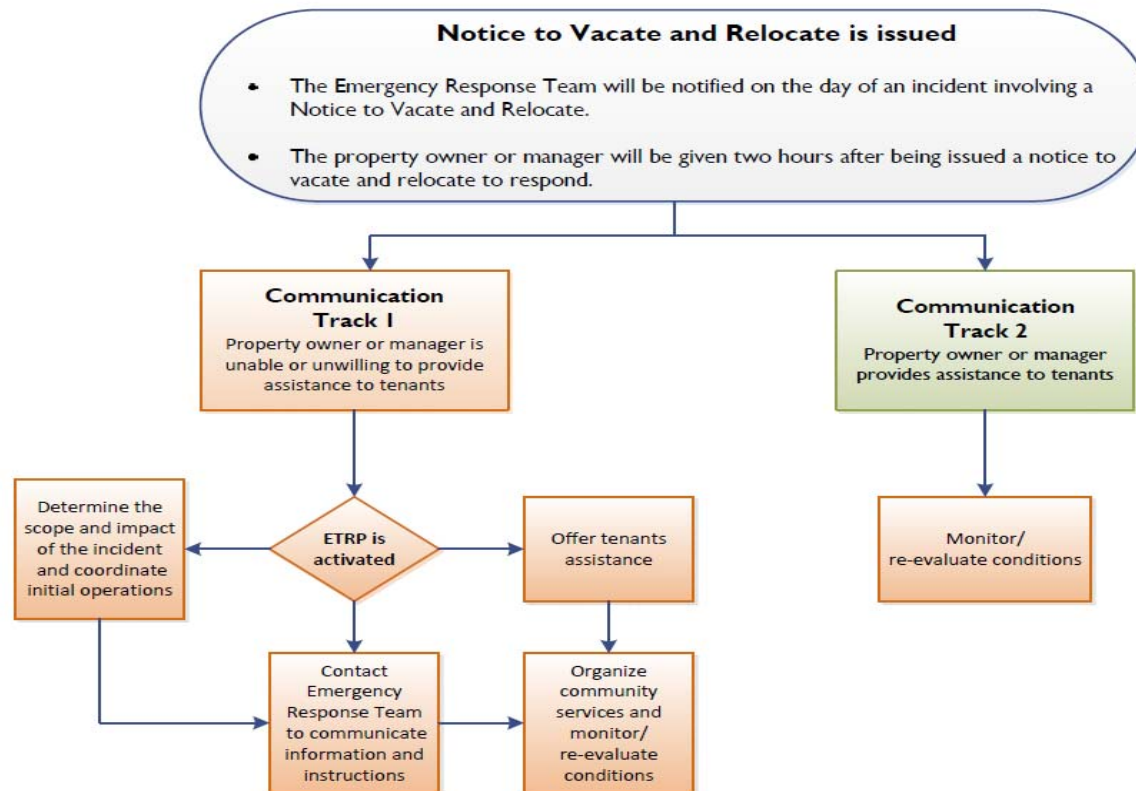 Notice to Vacate and Relocate is issued
• The Emergency Response Team will be notified on the day of an incident involving a
Notice to Vacate and Relocate.
• The property owner or manager will be given two hours after being issued a notice to
vacate and relocate to respond.
Communication
Track 1
Property owner or manager is
unable or unwilling to provide
assistance to tenants
Communication
Track 2
Property owner or manager
provides assistance to tenants
Determine the
scope and impact
of the incident
and coordinate
initial operations
ETRP is
activated
Offer tenants
assistance
Monitor/
re-evaluate conditions
Contact
Emergency
Response Team
to communicate
information and
instructions
Organize
community
services and
monitor/
re-evaluate
conditions